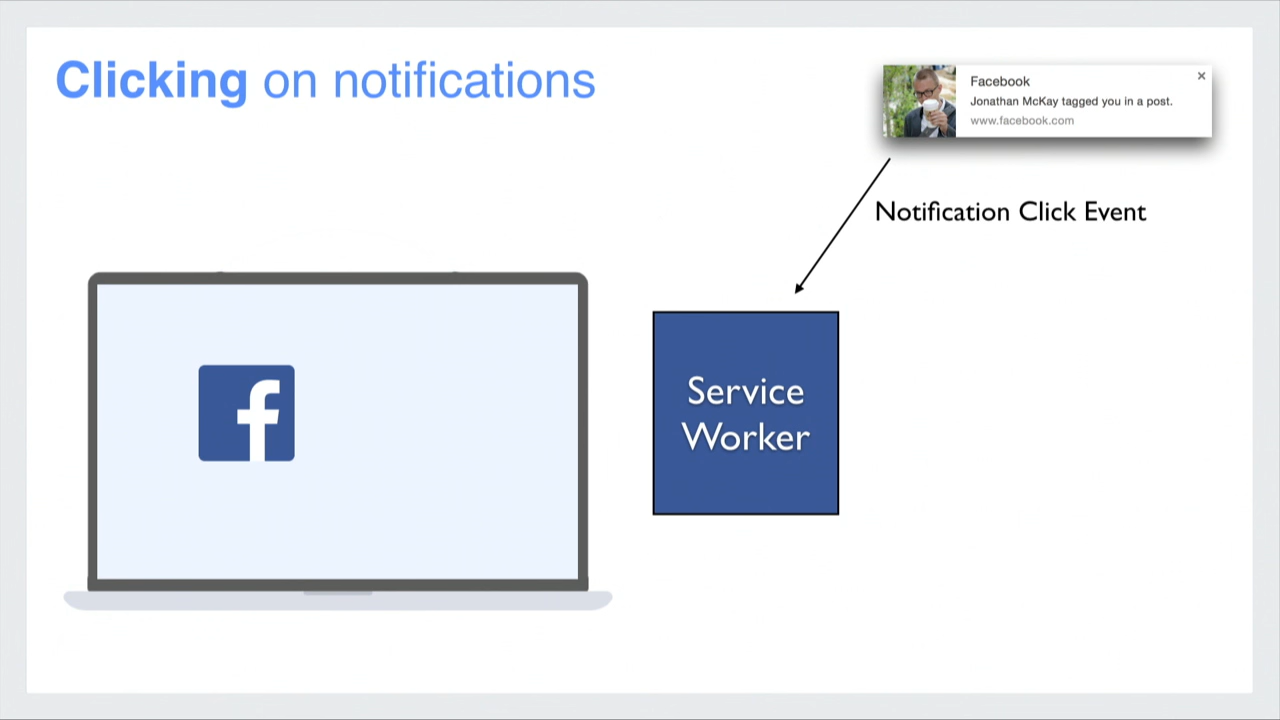 Clicking on notifications
Facebook
Jonathan McKay tagged you in a post.
www.facebook.com
Notification Click Event
Service
Worker